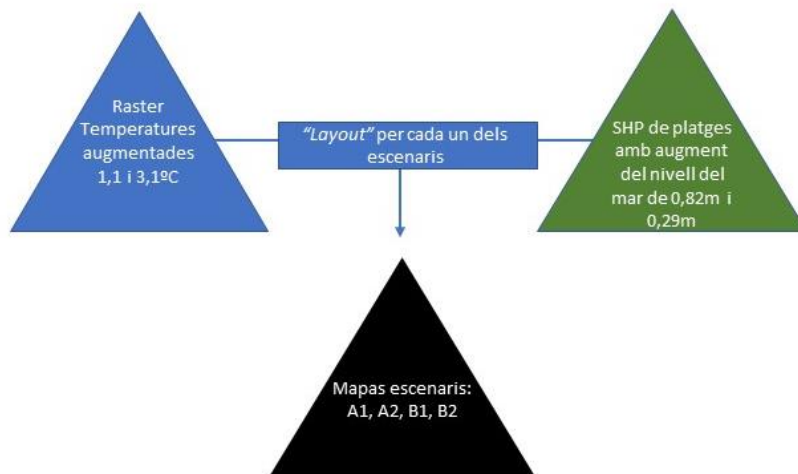 Raster
Temperatures
augmentades
1,1 i 3,1ºC
“Layout” per cada un dels
escenaris
SHP de platges
amb augment
del nivell del
mar de 0,82m i
0,29m
Mapas escenaris:
A1, A2, B1, B2